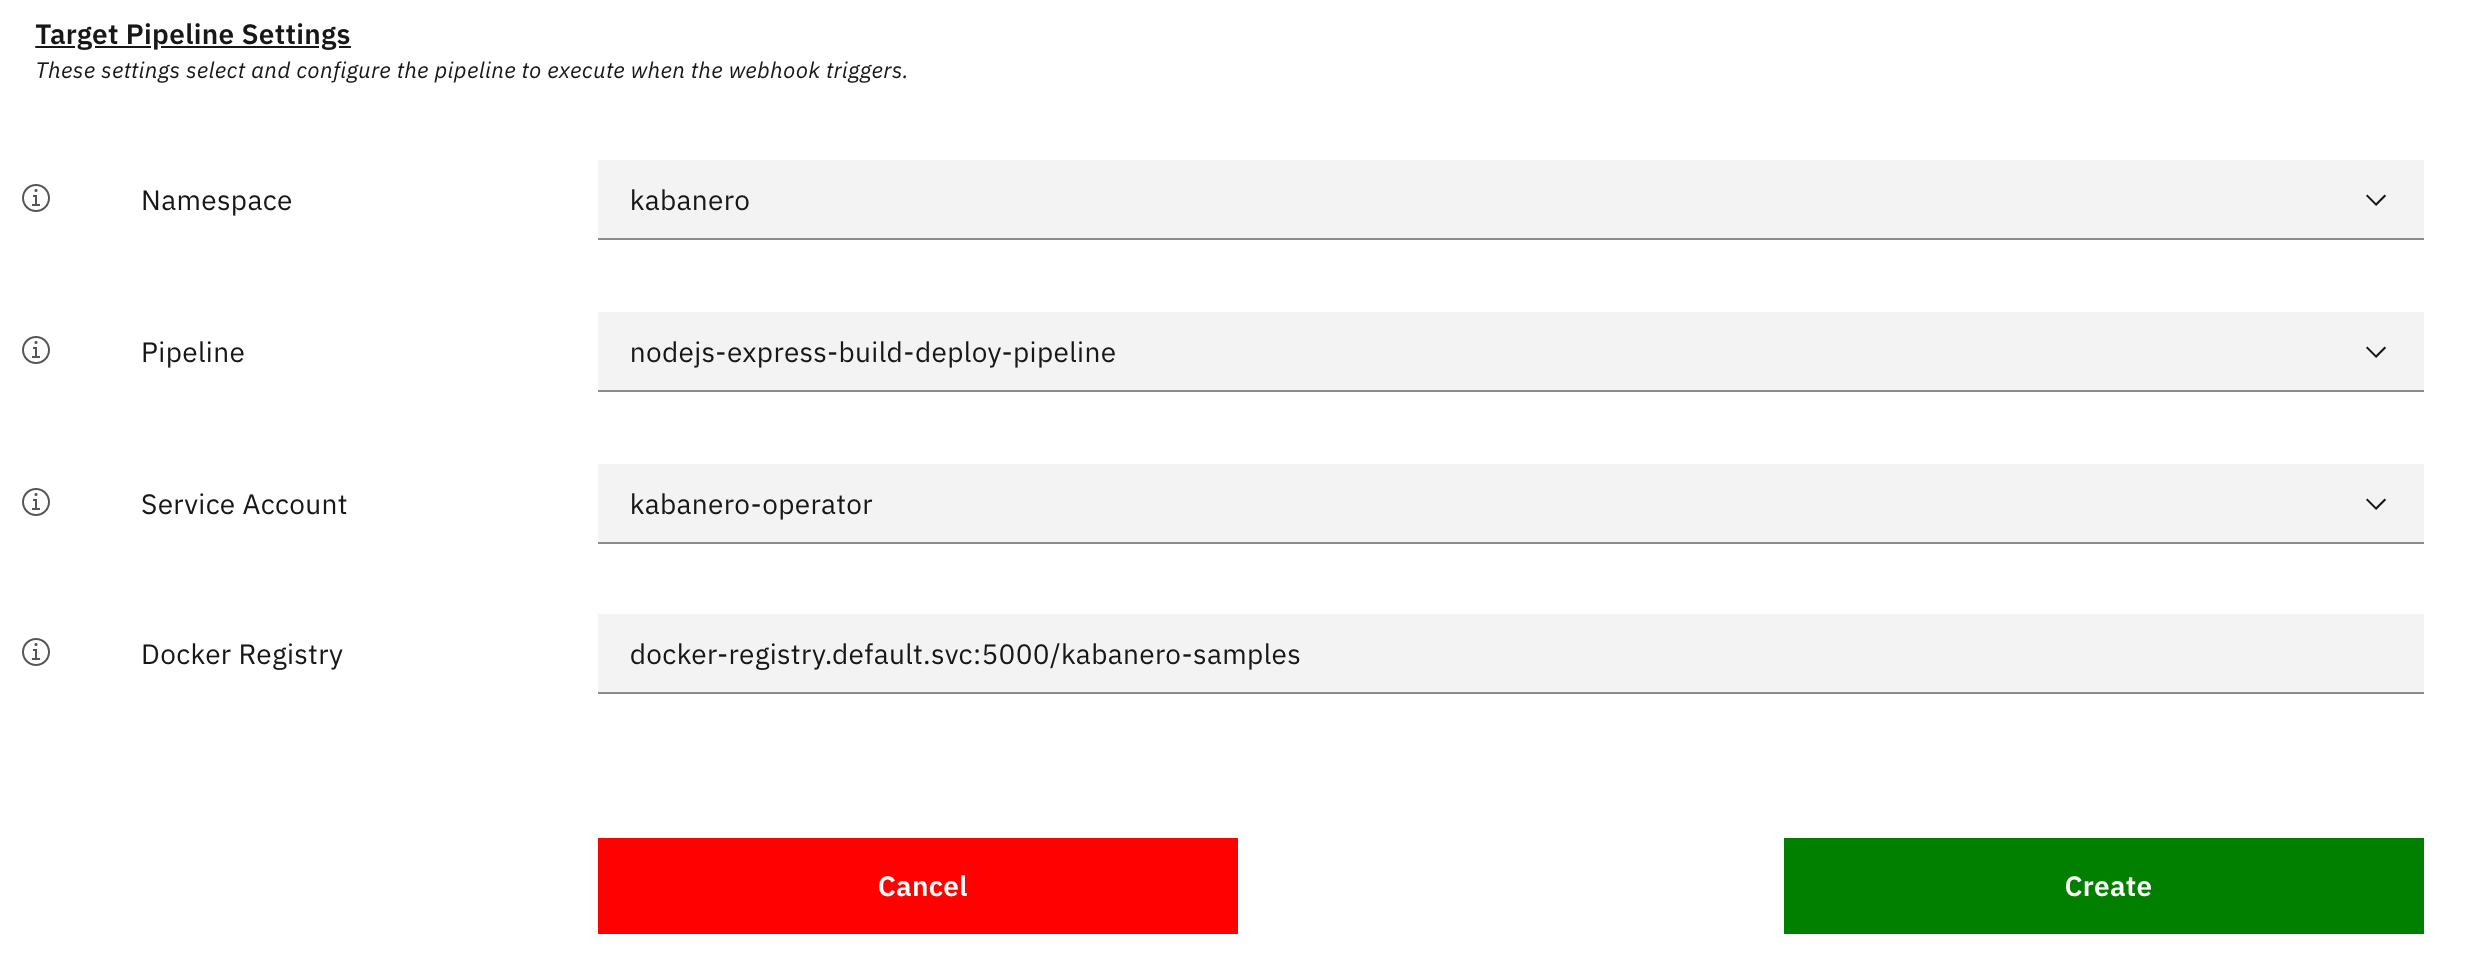 Target Pipeline Settings
These settings select and configure the pipeline to execute when the webhook triggers.
Namespace
kabanero
Pipeline
nodejs-express-build-deploy-pipeline
Service Account
kabanero-operator
Docker Registry
docker-registry.default.svc:5000/kabanero-samples
Cancel
Create